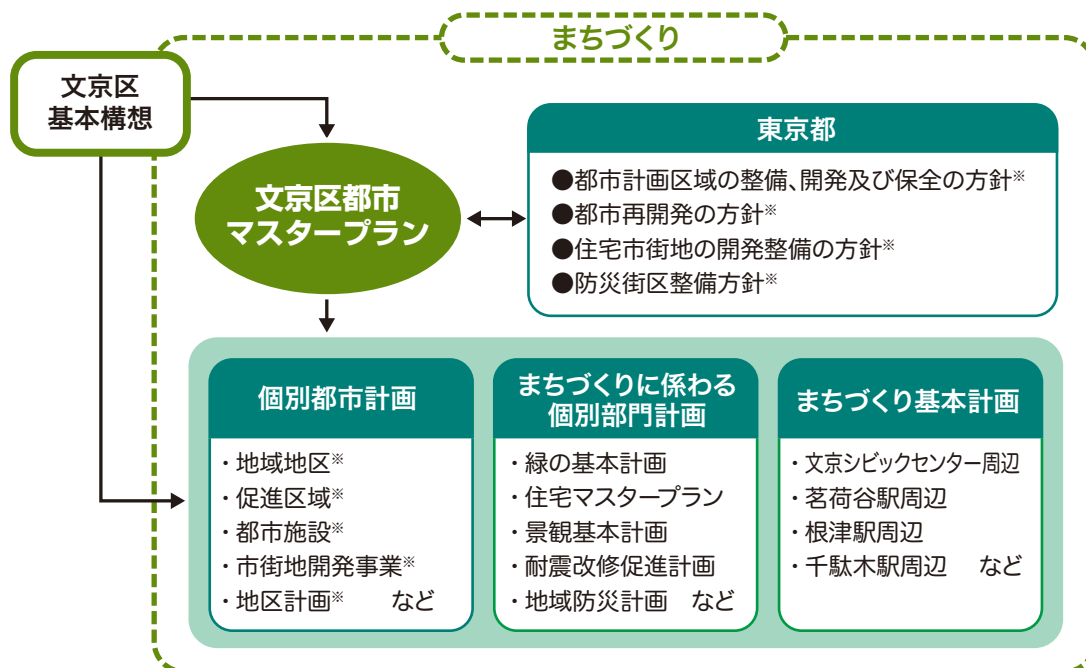 まちづくり
文京区
基本構想
文京区都市
マスタープラン
東京都
●都市計画区域の整備、開発及び保全の方針※
●都市再開発の方針※
●住宅市街地の開発整備の方針※
●防災街区整備方針※
個別都市計画
・地域地区※
・促進区域※
・都市施設※
・市街地開発事業※
・地区計画※　など
まちづくりに係わる
個別部門計画
・緑の基本計画
・住宅マスタープラン
・景観基本計画
・耐震改修促進計画
・地域防災計画　など
まちづくり基本計画
・文京シビックセンター周辺
・茗荷谷駅周辺
・根津駅周辺
・千駄木駅周辺　など